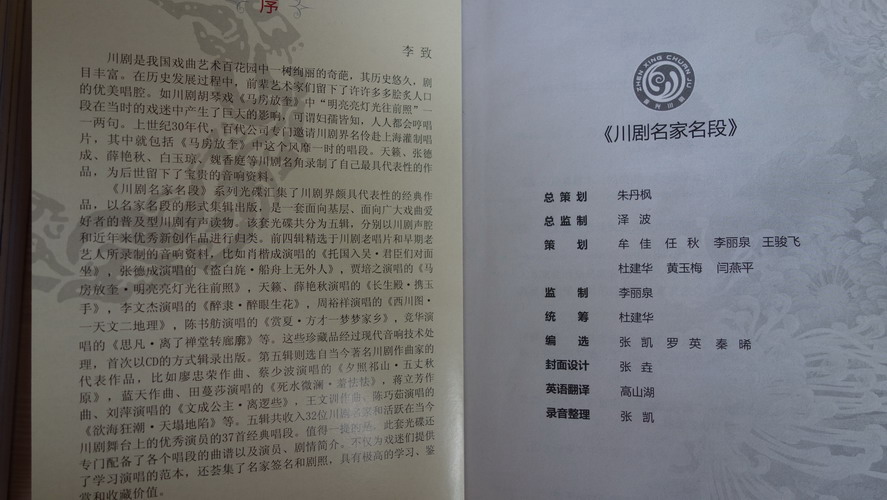 序
李 致
川剧是我国戏曲艺术百花园中一树绚丽的奇葩，其历史悠久，剧
目丰富。在历史发展过程中，前辈艺术家们留下了许许多多脍炙人口
的优美唱腔。如川剧胡琴戏《马房放奎》中“明亮亮灯光往前照”一
段在当时的戏迷中产生了巨大的影响，可谓妇孺皆知，人人都会哼唱
一两句。上世纪30年代，百代公司专门邀请川剧界名伶赴上海灌制唱
片，其中就包括《马房放奎》中这个风靡一时的唱段。天籁、张德
成、薛艳秋、白玉琼、魏香庭等川剧名角录制了自己最具代表性的作
品，为后世留下了宝贵的音响资料。
《川剧名家名段》系列光碟汇集了川剧界颇具代表性的经典作
品，以名家名段的形式集辑出版，是一套面向基层、面向广大戏曲爱
好者的普及型川剧有声读物。该套光碟共分为五辑，分别以川剧声腔
和近年来优秀新创作品进行归类。前四辑精选于川剧老唱片和早期老
艺人所录制的音响资料，比如肖楷成演唱的《托国入吴·君臣们对面
坐》，张德成演唱的《盗白旄·船舟上无外人》，贾培之演唱的《马
房放奎·明亮亮灯光往前照》，天籁、薛艳秋演唱的《长生殿·携玉
手》，李文杰演唱的《醉隶·醉眼生花》，周裕祥演唱的《西川图·
一天文二地理》，陈书舫演唱的《赏夏·方才一梦梦家乡》，竞华演
唱的《思凡·离了禅堂转廊廊》等。这些珍藏品经过现代音响技术处
理，首次以CD的方式辑录出版。第五辑则选自当今著名川剧作曲家的
代表作品，比如廖忠荣作曲、蔡少波演唱的《夕照祁山·五丈秋
原》，蓝天作曲、田蔓莎演唱的《死水微澜·萧怯怯》，蒋立芳作
曲、刘萍演唱的《文成公主·离逻些》，王文训作曲、陈巧茹演唱的
《欲海狂潮·天塌地陷》等。五辑共收入32位川剧名家和活跃在当今
川剧舞台上的优秀演员的37首经典唱段。值得一提的是，此套光碟还
专门配备了各个唱段的曲谱以及演员、剧情简介。不仅为戏迷们提供
了学习演唱的范本，还荟集了名家签名和剧照，具有极高的学习、鉴
赏和收藏价值。
ZHEN XING CHUAN JU
振兴川剧
《川剧名家名段》
总 策 划 朱丹枫
总 监 制 泽 波
策 划 牟 佳 任 秋 李丽泉 王骏飞
杜建华 黄玉梅 闫燕平
监 制 李丽泉
统 筹 杜建华
编 选 张 凯 罗 英 秦 晞
封面设计 张 垚
英语翻译 高山湖
录音整理 张 凯